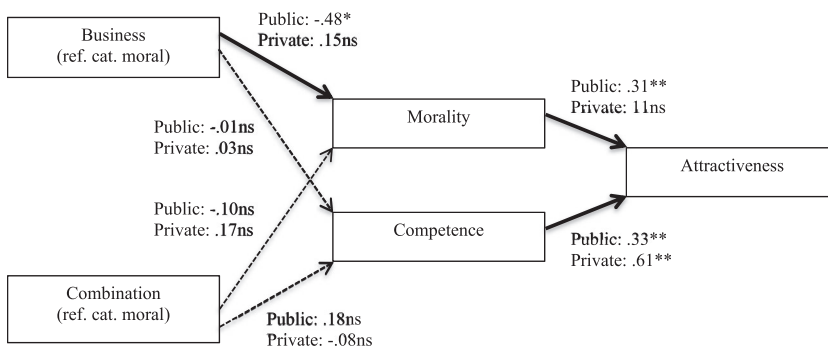 Public: -.48*
Private: .15ns
Business
(ref. cat. moral)
Public: .31**
Private: 11ns
Morality
Public: -.01ns
Private: .03ns
Attractiveness
Public: -.10ns
Private: .17ns
Competence
Public: .33**
Private: .61**
Combination
(ref. cat. moral)
Public: .18ns
Private: -.08ns